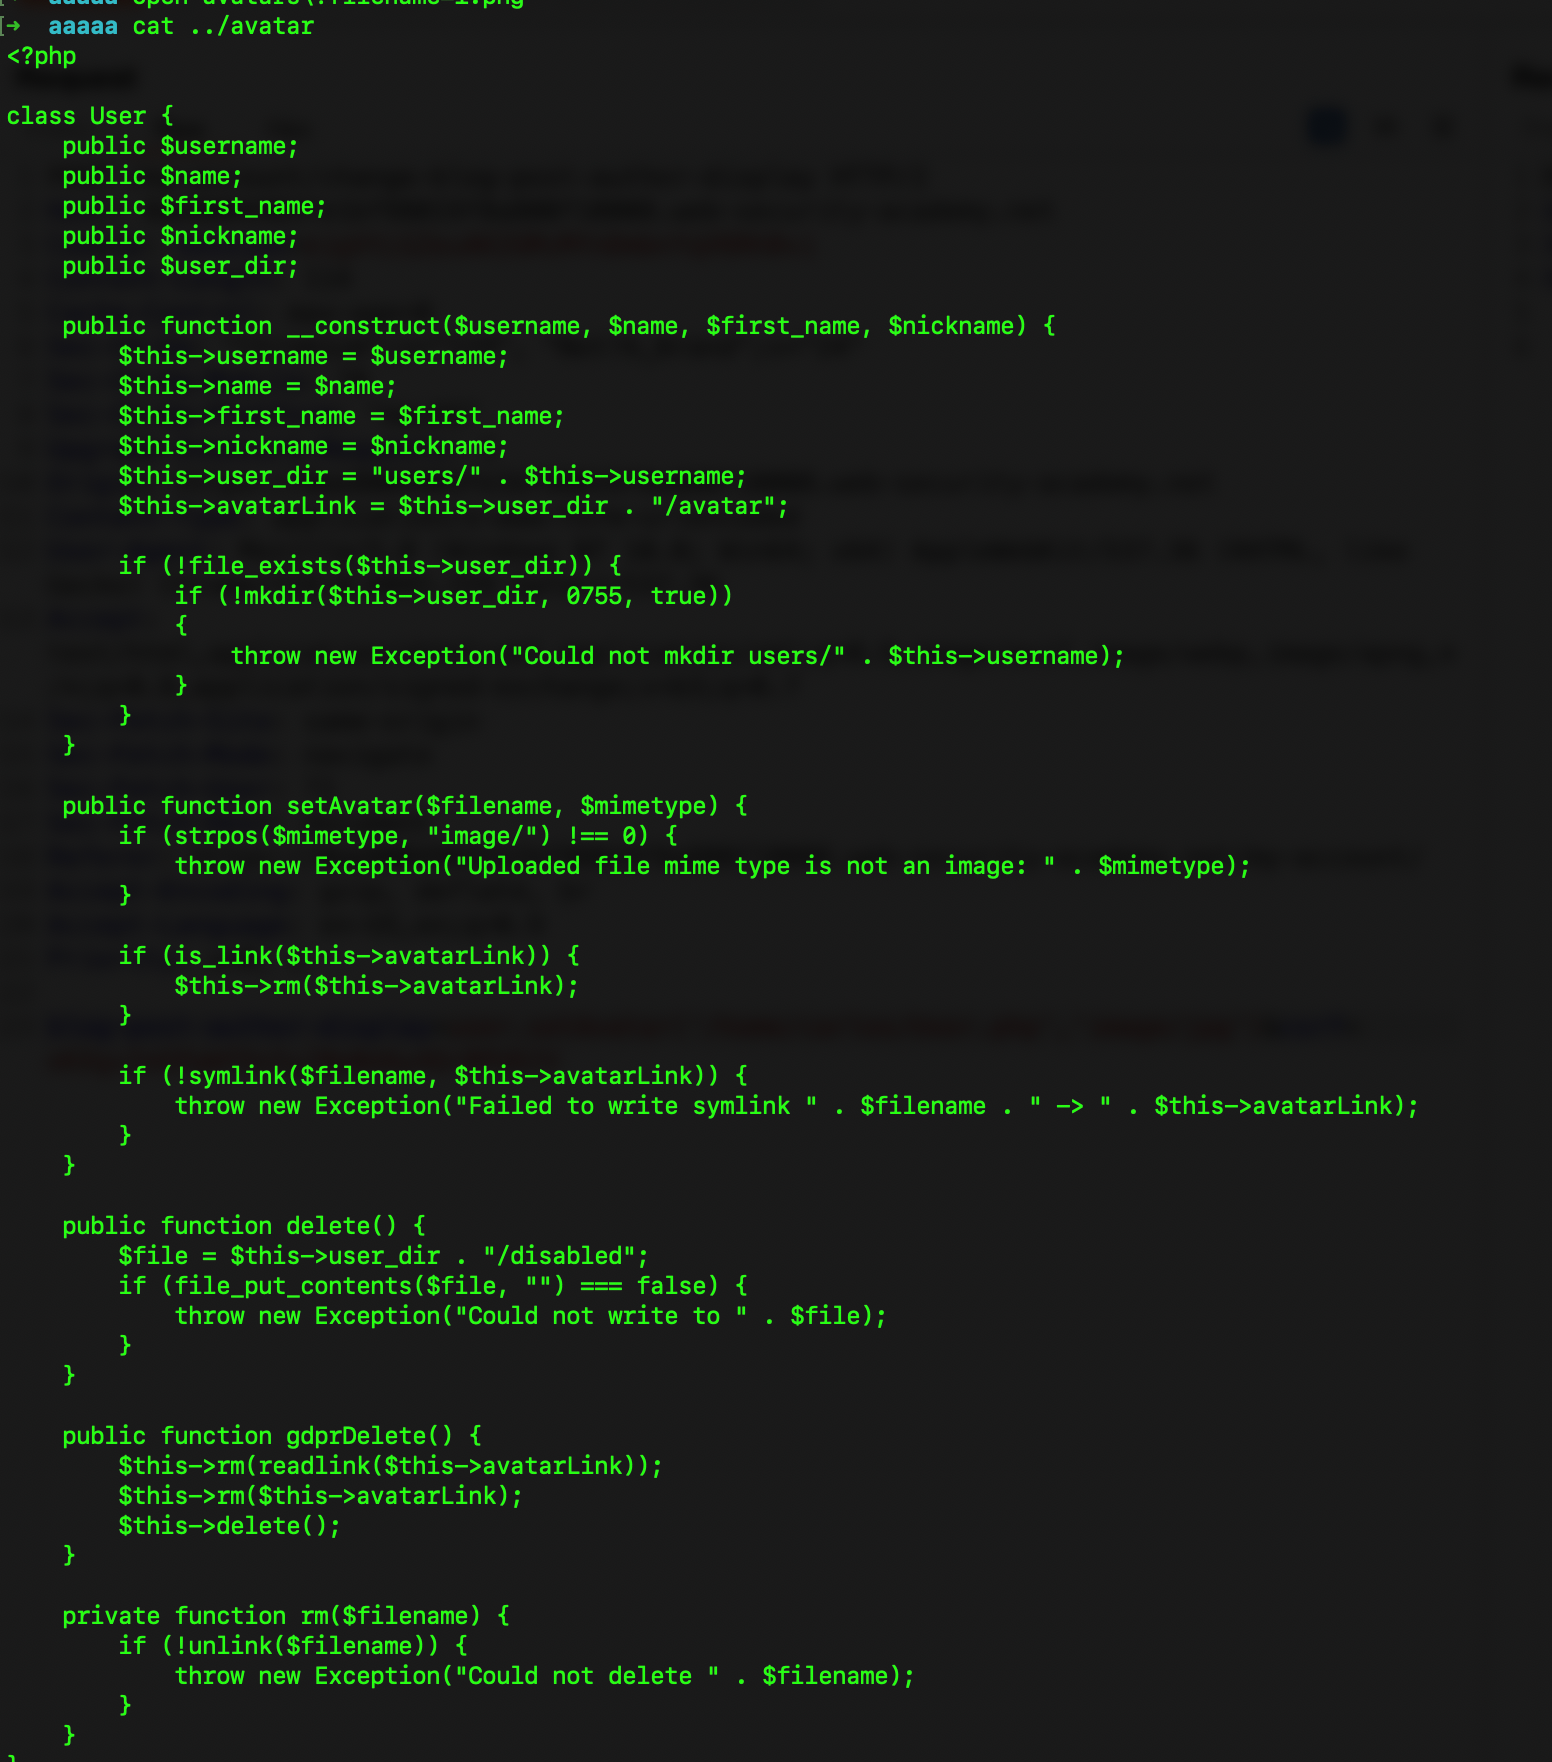 → aaaaa open avatars\?filename-1.png
[→ aaaaa cat ../avatar
<?php
class User {
    public $username;
    public $name;
    public $first_name;
    public $nickname;
    public $user_dir;
    public function __construct($username, $name, $first_name, $nickname) {
        $this->username = $username;
        $this->name = $name;
        $this->first_name = $first_name;
        $this->nickname = $nickname;
        $this->user_dir = "users/" . $this->username;
        $this->avatarLink = $this->user_dir . "/avatar";
        if (!file_exists($this->user_dir)) {
            if (!mkdir($this->user_dir, 0755, true))
            {
                throw new Exception("Could not mkdir users/" . $this->username);
            }
        }
    }
    public function setAvatar($filename, $mimetype) {
        if (strpos($mimetype, "image/") !== 0) {
            throw new Exception("Uploaded file mime type is not an image: " . $mimetype);
        }
        if (is_link($this->avatarLink)) {
            $this->rm($this->avatarLink);
        }
        if (!symlink($filename, $this->avatarLink)) {
            throw new Exception("Failed to write symlink " . $filename . " -> " . $this->avatarLink);
        }
    }
    public function delete() {
        $file = $this->user_dir . "/disabled";
        if (file_put_contents($file, "") === false) {
            throw new Exception("Could not write to " . $file);
        }
    }
    public function gdprDelete() {
        $this->rm(readlink($this->avatarLink));
        $this->rm($this->avatarLink);
        $this->delete();
    }
    private function rm($filename) {
        if (!unlink($filename)) {
            throw new Exception("Could not delete " . $filename);
        }
    }
}